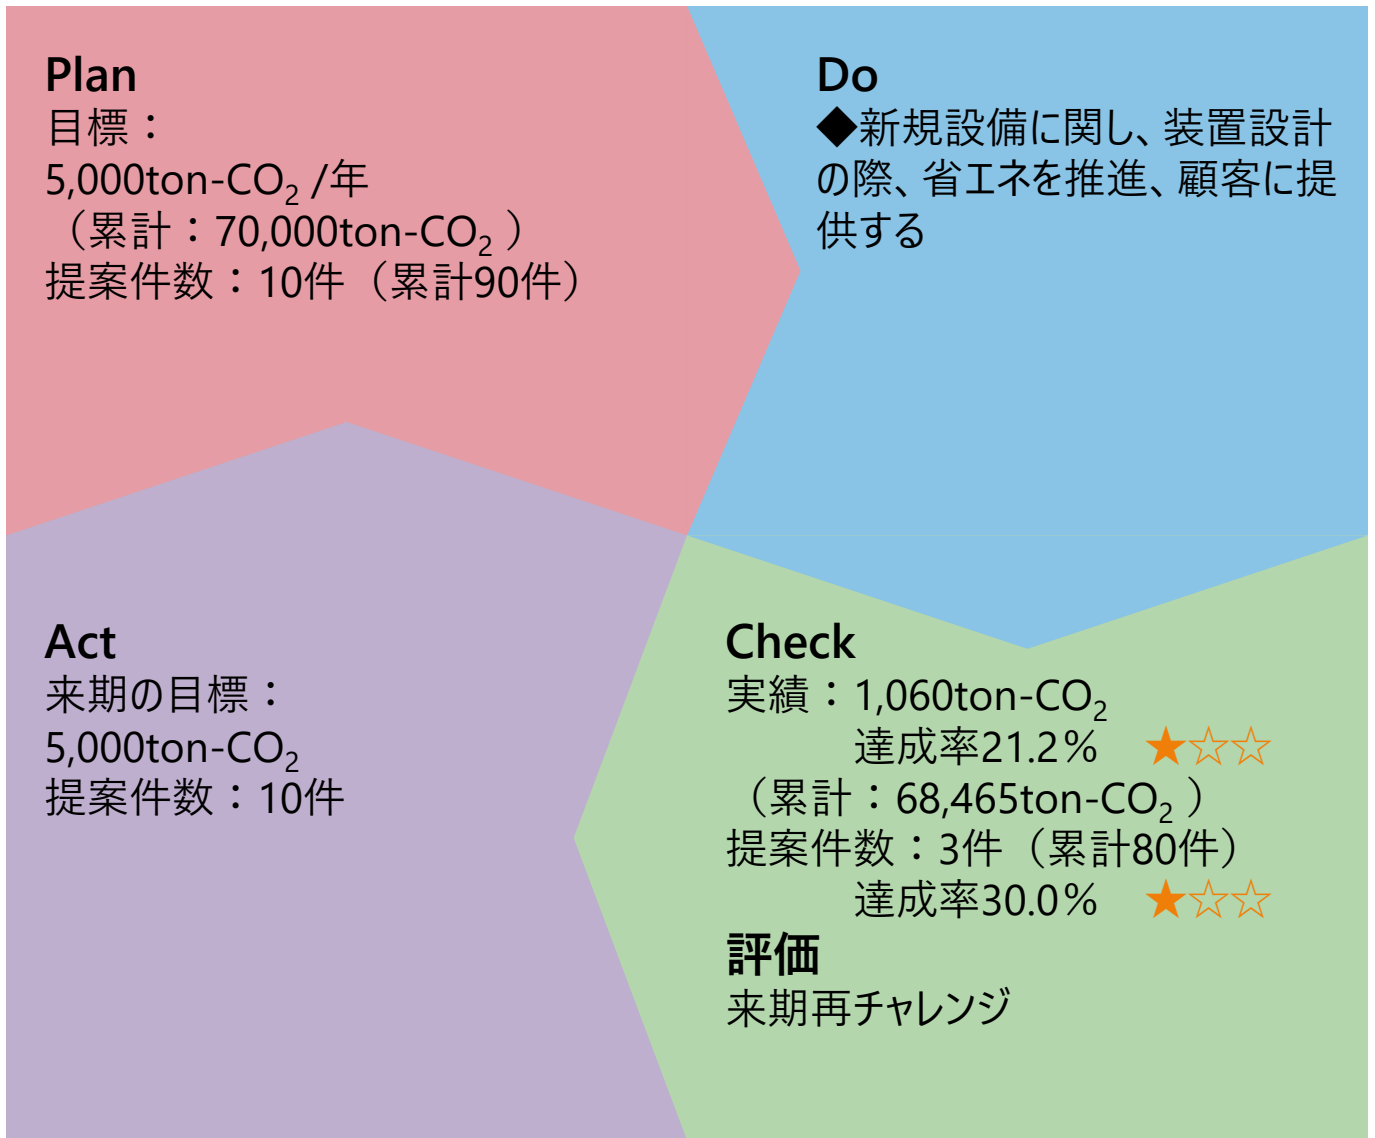 Plan
目標：
5,000ton-CO₂ /年
（累計：70,000ton-CO₂ ）
提案件数：10件（累計90件）
Do
◆新規設備に関し、装置設計
の際、省エネを推進、顧客に提
供する
Check
実績：1,060ton-CO₂
達成率21.2％ ★☆☆
（累計：68,465ton-CO₂ ）
提案件数：3件（累計80件）
達成率30.0％ ★☆☆
評価
来期再チャレンジ
Act
来期の目標：
5,000ton-CO₂
提案件数：10件